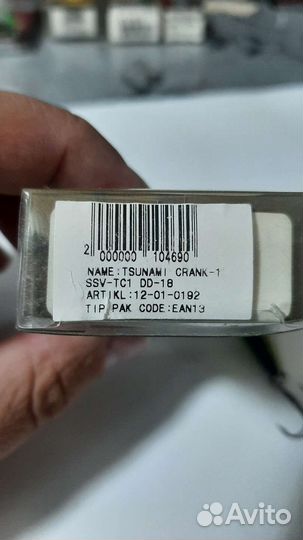 2 000000 104690
NAME:TSUNAMI CRANK-1
SSV-TC1 DD-18
ARTIKL:12-01-0192
TIP PAK CODE:EAN13
Avito